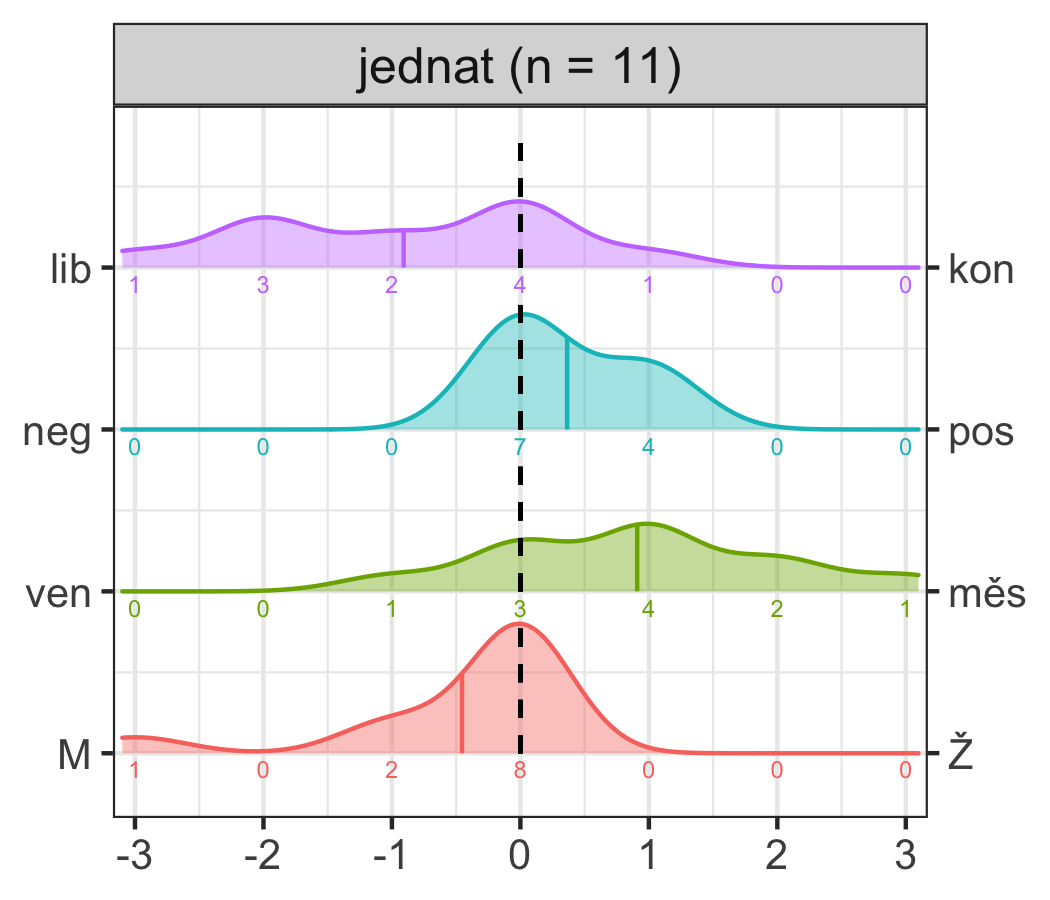 jednat (n = 11)
lib kon
1 3 2 4 1 0 0
neg pos
0 0 0 7 4 0 0
ven měs
0 0 1 3 4 2 1
M Ž
1 0 2 8 0 0 0
-3 -2 -1 0 1 2 3